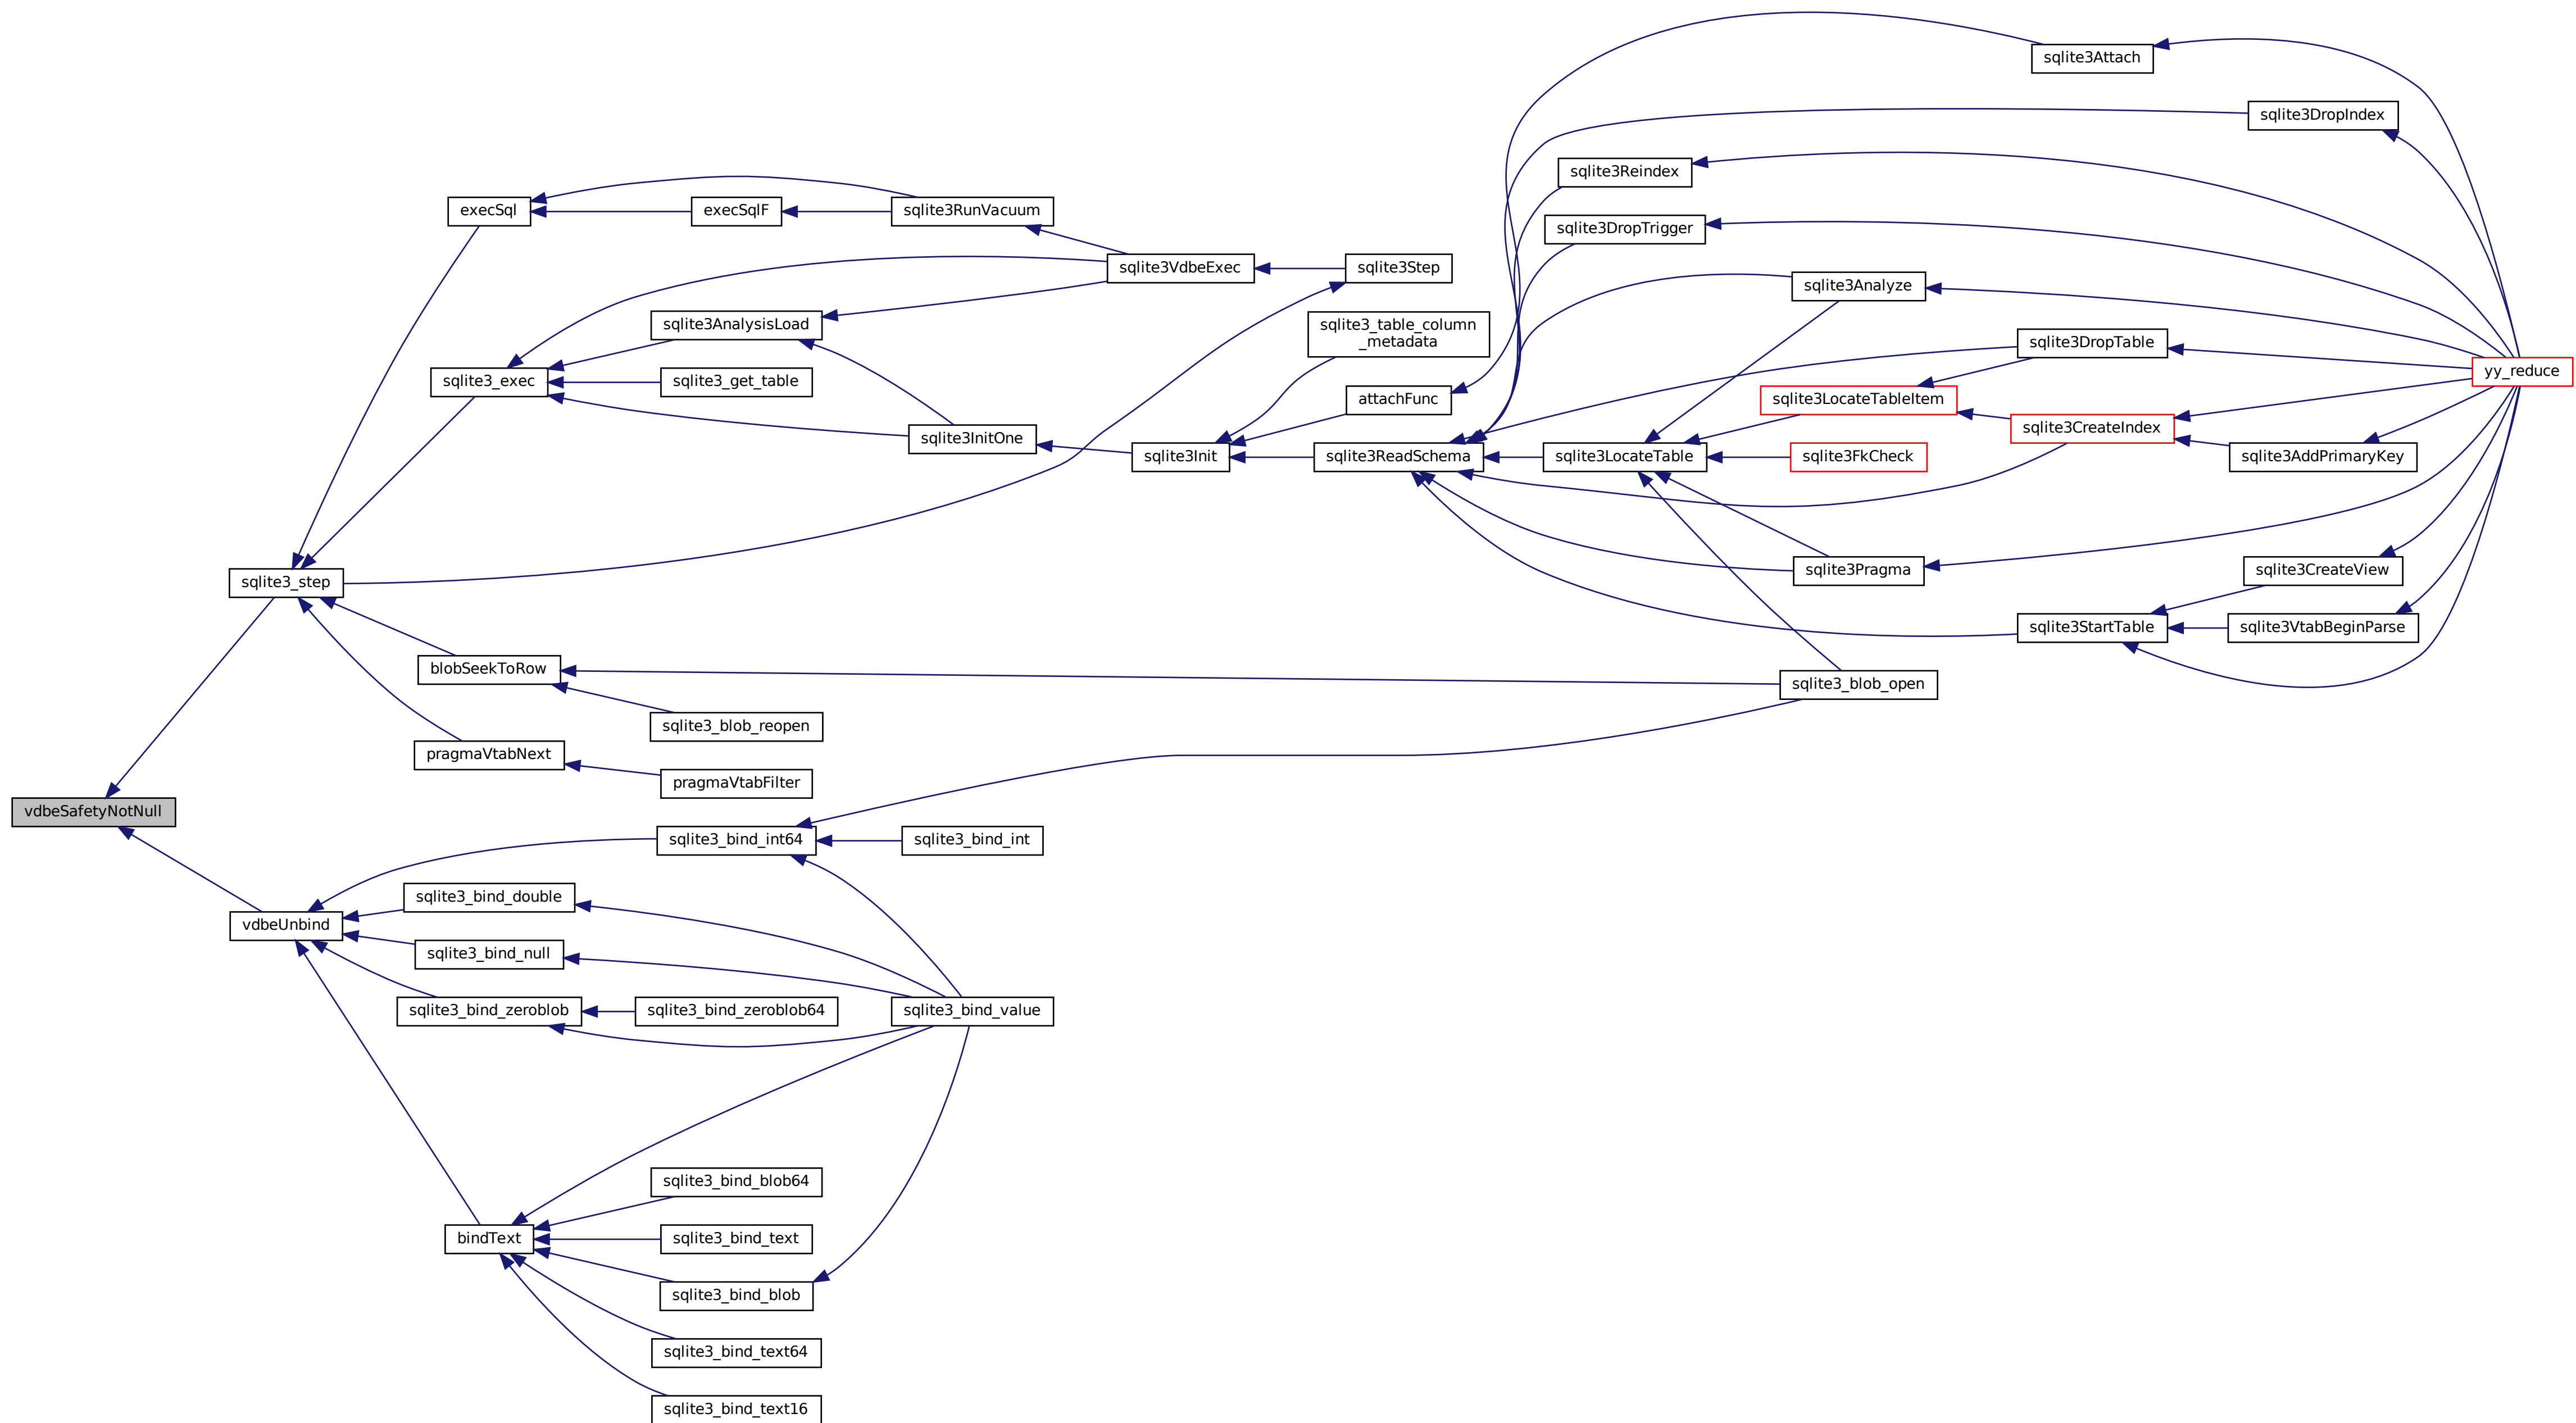 sqlite3Attach
sqlite3DropIndex
sqlite3Reindex
execSql
execSqlF
sqlite3RunVacuum
sqlite3DropTrigger
sqlite3VdbeExec
sqlite3Step
sqlite3Analyze
sqlite3AnalysisLoad
sqlite3_table_column
_metadata
sqlite3DropTable
sqlite3_exec
sqlite3_get_table
yy_reduce
attachFunc
sqlite3LocateTableItem
sqlite3CreateIndex
sqlite3InitOne
sqlite3Init
sqlite3ReadSchema
sqlite3LocateTable
sqlite3FkCheck
sqlite3AddPrimaryKey
sqlite3_step
sqlite3Pragma
sqlite3CreateView
sqlite3StartTable
sqlite3VtabBeginParse
blobSeekToRow
sqlite3_blob_open
sqlite3_blob_reopen
pragmaVtabNext
pragmaVtabFilter
vdbeSafetyNotNull
sqlite3_bind_int64
sqlite3_bind_int
sqlite3_bind_double
vdbeUnbind
sqlite3_bind_null
sqlite3_bind_zeroblob
sqlite3_bind_zeroblob64
sqlite3_bind_value
sqlite3_bind_blob64
bindText
sqlite3_bind_text
sqlite3_bind_blob
sqlite3_bind_text64
sqlite3_bind_text16